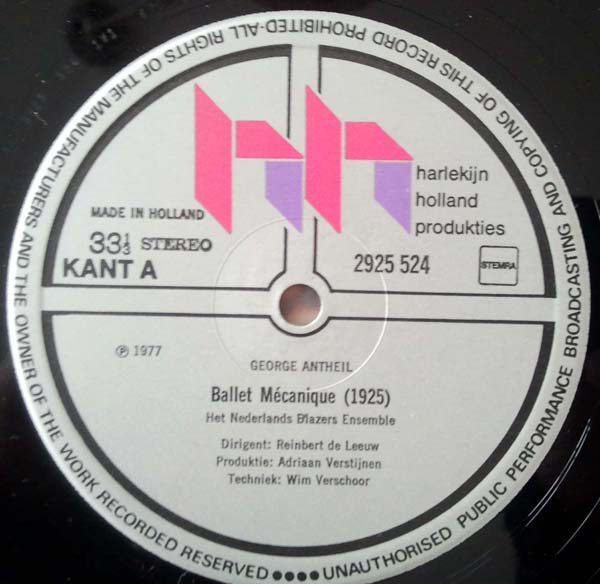 ALL RIGHTS OF THE MANUFACTURERS AND THE OWNER OF THE WORK RECORDED RESERVED •••• UNAUTHORISED PUBLIC PERFORMANCE BROADCASTING AND COPYING OF THIS RECORD PROHIBITED-
harlekijn
holland
produkties
MADE IN HOLLAND
33⅓ STEREO
KANT A
2925 524
STEMRA
℗ 1977
GEORGE ANTHEIL
Ballet Mécanique (1925)
Het Nederlands Blazers Ensemble
Dirigent: Reinbert de Leeuw
Produktie: Adriaan Verstijnen
Techniek: Wim Verschoor